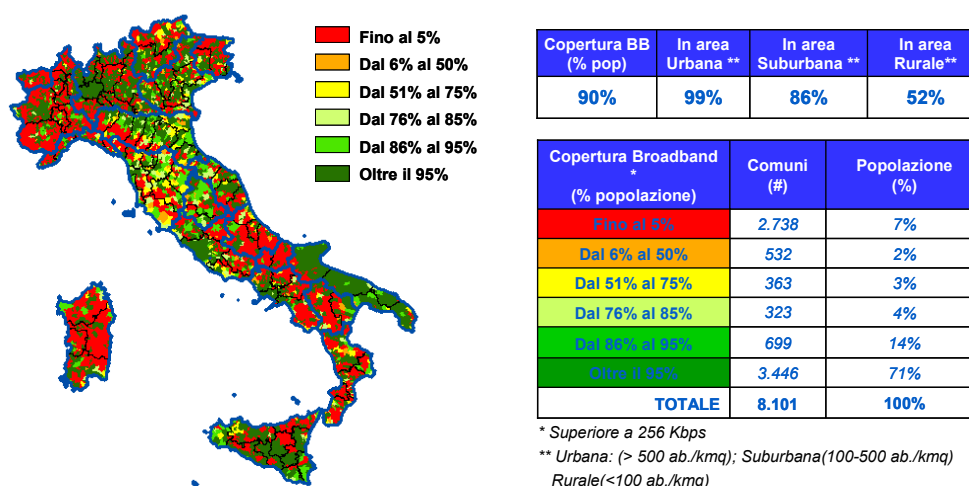 Fino al 5%
Dal 6% al 50%
Dal 51% al 75%
Dal 76% al 85%
Dal 86% al 95%
Oltre il 95%
Copertura BB (% pop) In area Urbana ** In area Suburbana ** In area Rurale**
90% 99% 86% 52%
Copertura Broadband * (% popolazione) Comuni (#) Popolazione (%)
Fino al 5% 2.738 7%
Dal 6% al 50% 532 2%
Dal 51% al 75% 363 3%
Dal 76% al 85% 323 4%
Dal 86% al 95% 699 14%
Oltre il 95% 3.446 71%
TOTALE 8.101 100%
* Superiore a 256 Kbps
** Urbana: (> 500 ab./kmq); Suburbana(100-500 ab./kmq)
Rurale(<100 ab./kmq)